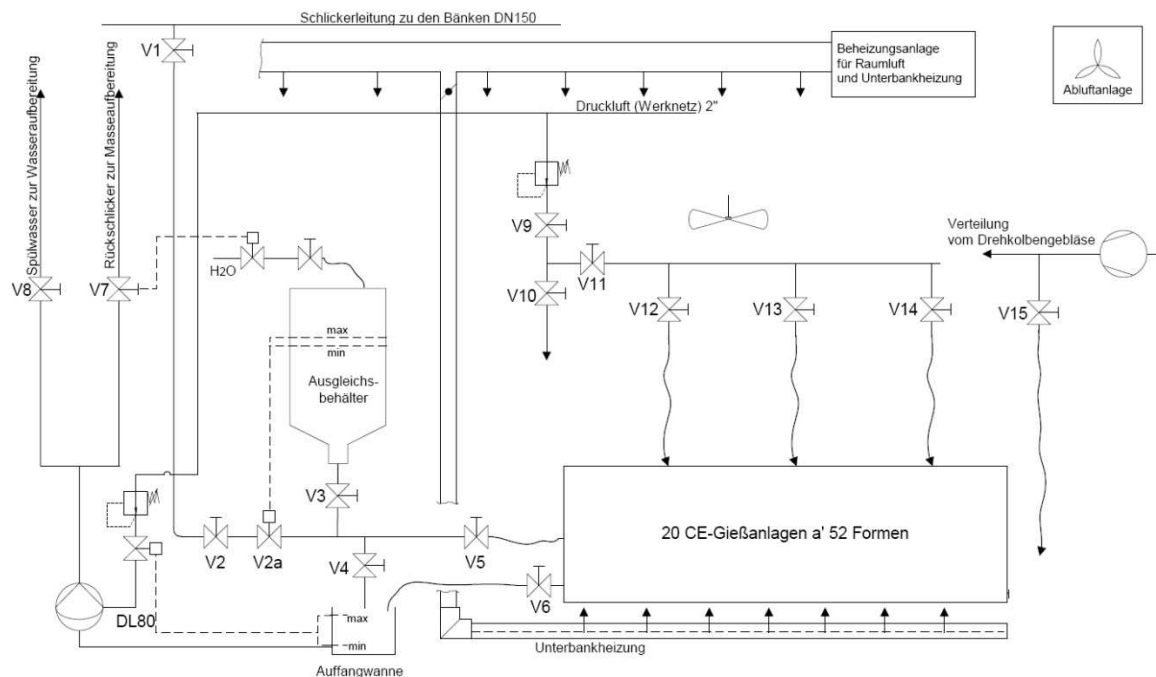 Schlickerleitung zu den Bänken DN150
V1
Beheizungsanlage
für Raumluft
und Unterbankheizung
Abluftanlage
Druckluft (Werknetz) 2"
Spülwasser zur Wasseraufbereitung
Rückschlicker zur Masseaufbereitung
V9
Verteilung
vom Drehkolbengebläse
H2O
V8
V7
V10
V11
V12
V13
V14
V15
max
min
Ausgleichs-
behälter
V3
20 CE-Gießanlagen a' 52 Formen
V2
V2a
V4
V5
V6
DL80
max
min
Unterbankheizung
Auffangwanne